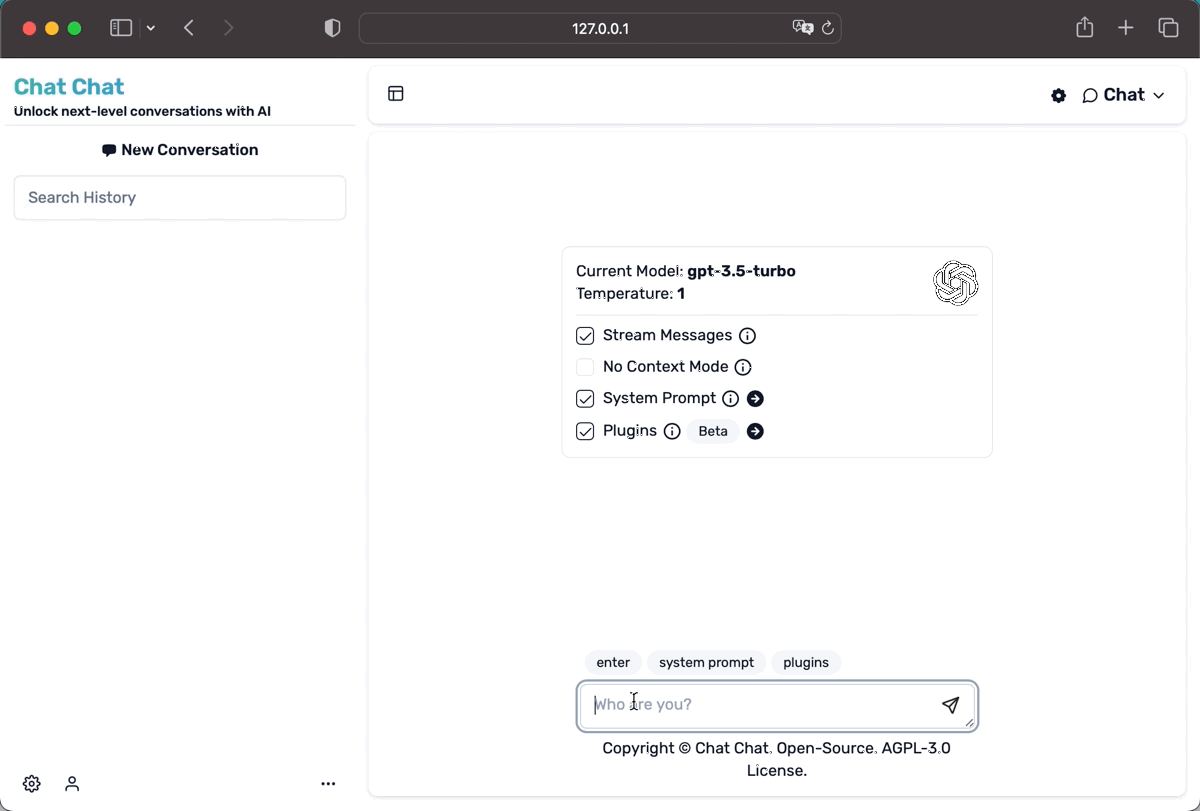 127.0.0.1
Chat Chat
Unlock next-level conversations with AI
New Conversation
Search History
Chat
Current Model: gpt-3.5-turbo
Temperature: 1
Stream Messages
No Context Mode
System Prompt
Plugins Beta
enter system prompt plugins
Who are you?
Copyright © Chat Chat. Open-Source. AGPL-3.0
License.